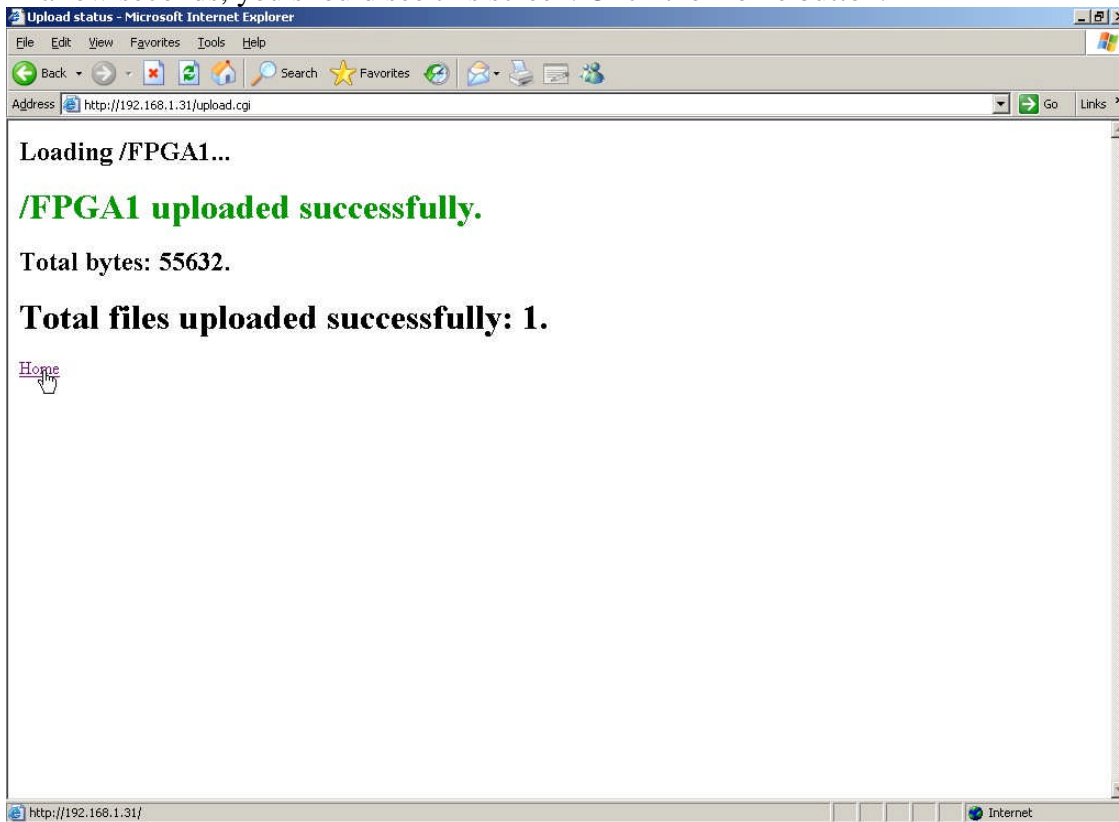 Upload status - Microsoft Internet Explorer
File Edit View Favorites Tools Help
Back Search Favorites
Address http://192.168.1.31/upload.cgi Go Links
Loading /FPGA1...
/FPGA1 uploaded successfully.
Total bytes: 55632.
Total files uploaded successfully: 1.
Home
http://192.168.1.31/ Internet